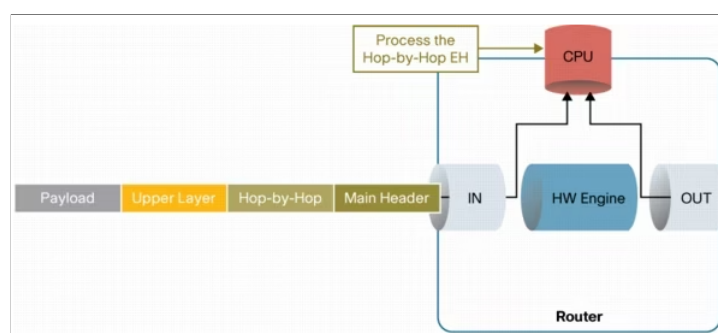 Process the
Hop-by-Hop EH
CPU
Payload
Upper Layer
Hop-by-Hop
Main Header
IN
HW Engine
OUT
Router